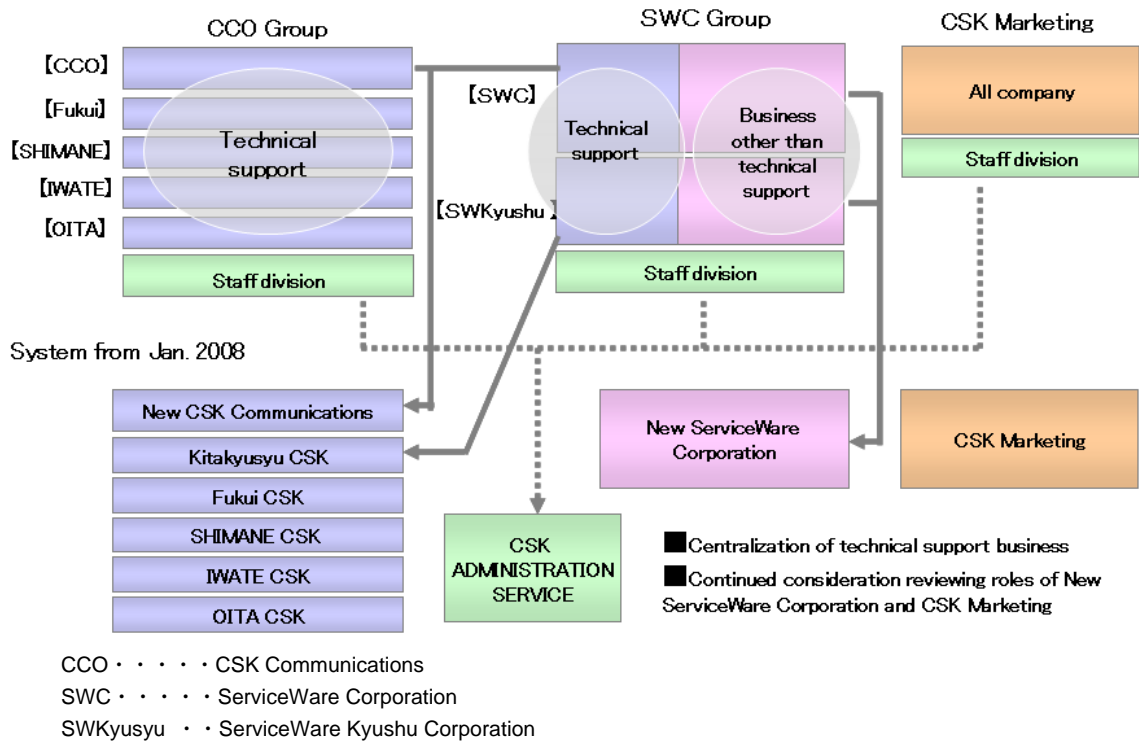 CCO Group
SWC Group
CSK Marketing
【CCO】
【Fukui】
【SHIMANE】
【IWATE】
【OITA】
Technical
support
Staff division
【SWC】
【SWKyushu】
Technical
support
Business
other than
technical
support
Staff division
All company
Staff division
System from Jan. 2008
New CSK Communications
Kitakyusyu CSK
Fukui CSK
SHIMANE CSK
IWATE CSK
OITA CSK
CSK
ADMINISTRATION
SERVICE
New ServiceWare
Corporation
CSK Marketing
■Centralization of technical support business
■Continued consideration reviewing roles of New
ServiceWare Corporation and CSK Marketing
CCO・・・・・CSK Communications
SWC・・・・・ServiceWare Corporation
SWKyusyu ・・ServiceWare Kyushu Corporation